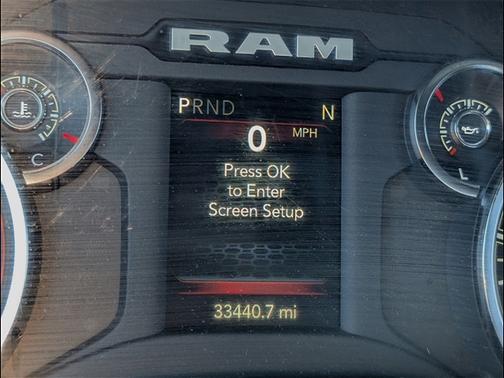 RAM
PRND N
0 MPH
Press OK
to Enter
Screen Setup
C L
33440.7 mi